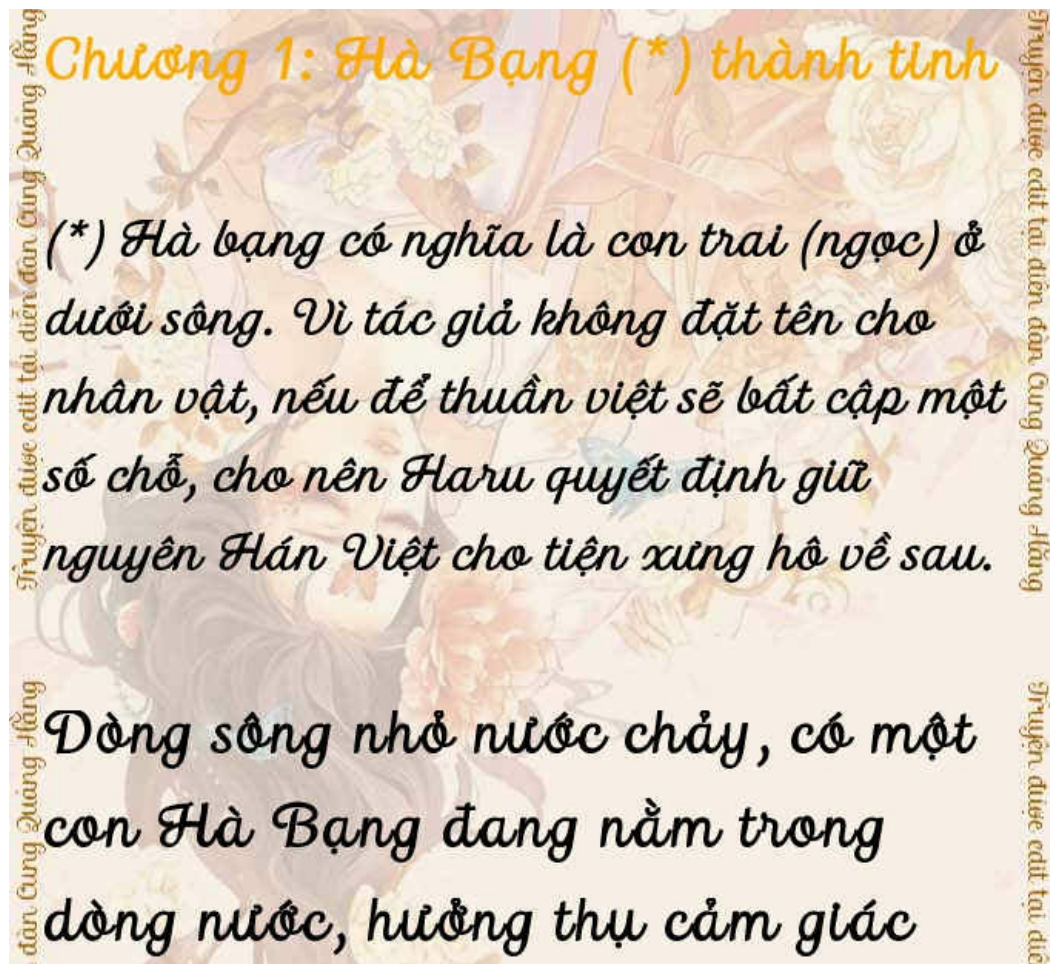 Chương 1: Hà Bạng (*) thành tinh
(*) Hà bạng có nghĩa là con trai (ngọc) ở
dưới sông. Vì tác giả không đặt tên cho
nhân vật, nếu để thuần việt sẽ bất cập một
số chỗ, cho nên Haru quyết định giữ
nguyên Hán Việt cho tiện xưng hô về sau.
Dòng sông nhỏ nước chảy, có một
con Hà Bạng đang nằm trong
dòng nước, hưởng thụ cảm giác
Truyện được edit tại diễn đàn Cung Quảng Hằng
đàn Cung Quảng Hằng
Truyện được edit tại diễn đàn Cung Quảng Hằng
Truyện được edit tại diễ